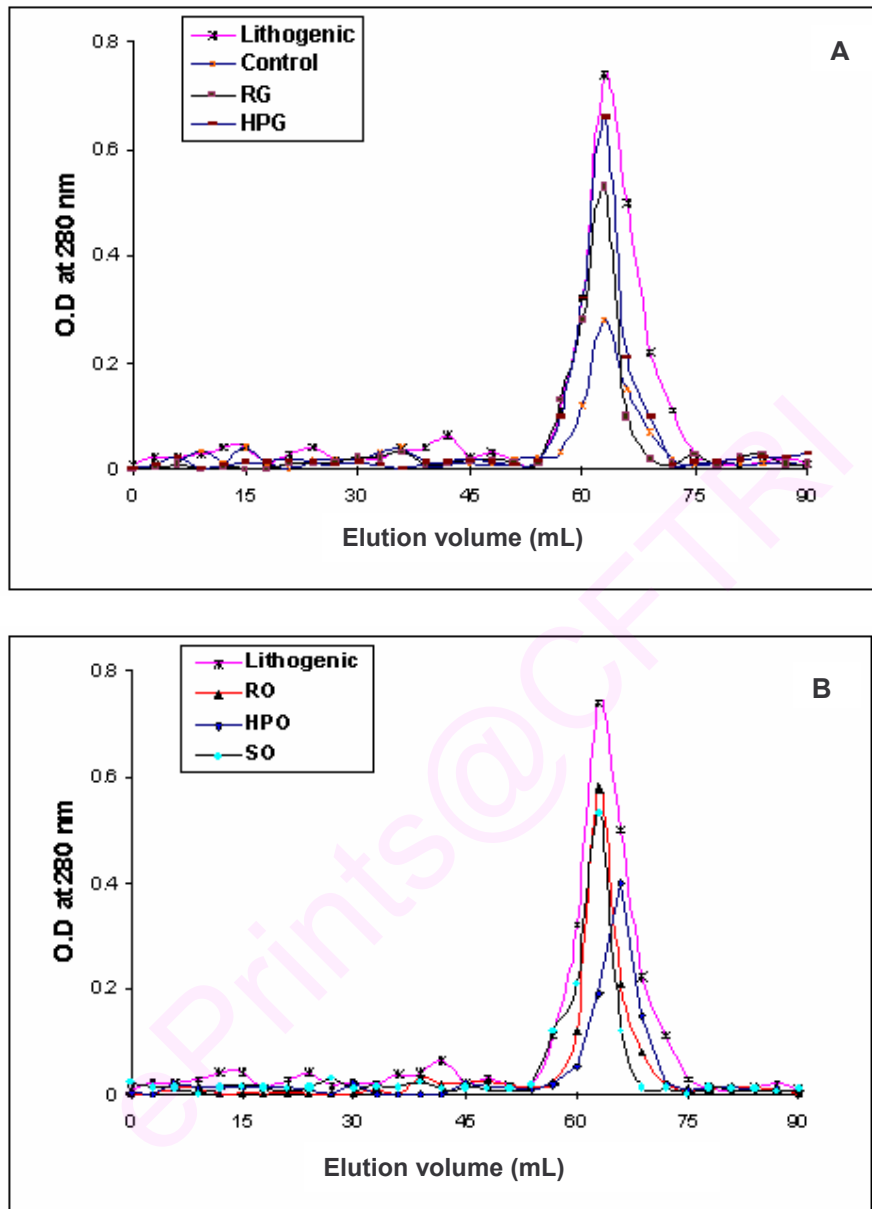 Lithogenic
Control
RG
HPG
A
0.8
0.6
0.4
0.2
0
O.D at 280 nm
0 15 30 45 60 75 90
Elution volume (mL)
Lithogenic
RO
HPO
SO
B
0.8
0.6
0.4
0.2
0
O.D at 280 nm
0 15 30 45 60 75 90
Elution volume (mL)
ePrints@CFTRI